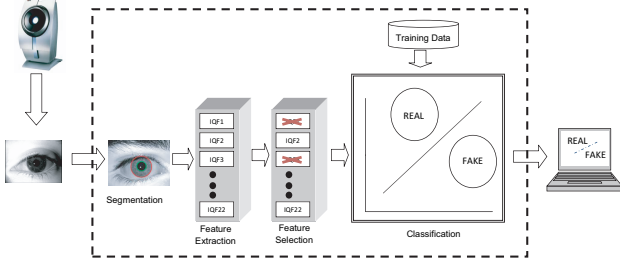 Training Data
IQF1
IQF2
IQF3
IQF22
IQF2
IQF22
REAL
FAKE
REAL
FAKE
Segmentation
Feature
Extraction
Feature
Selection
Classification